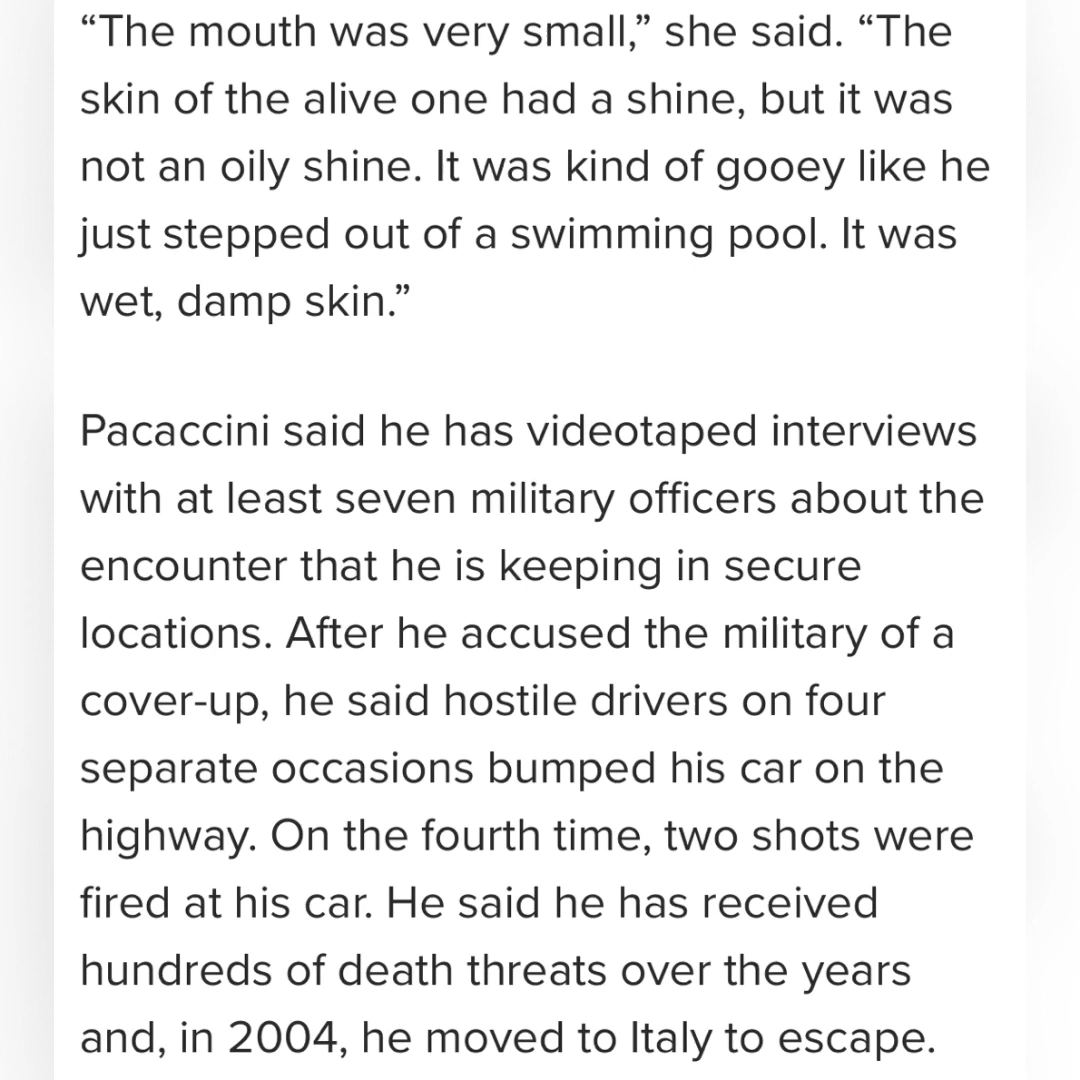 “The mouth was very small,” she said. “The
skin of the alive one had a shine, but it was
not an oily shine. It was kind of gooey like he
just stepped out of a swimming pool. It was
wet, damp skin.”
Pacaccini said he has videotaped interviews
with at least seven military officers about the
encounter that he is keeping in secure
locations. After he accused the military of a
cover-up, he said hostile drivers on four
separate occasions bumped his car on the
highway. On the fourth time, two shots were
fired at his car. He said he has received
hundreds of death threats over the years
and, in 2004, he moved to Italy to escape.